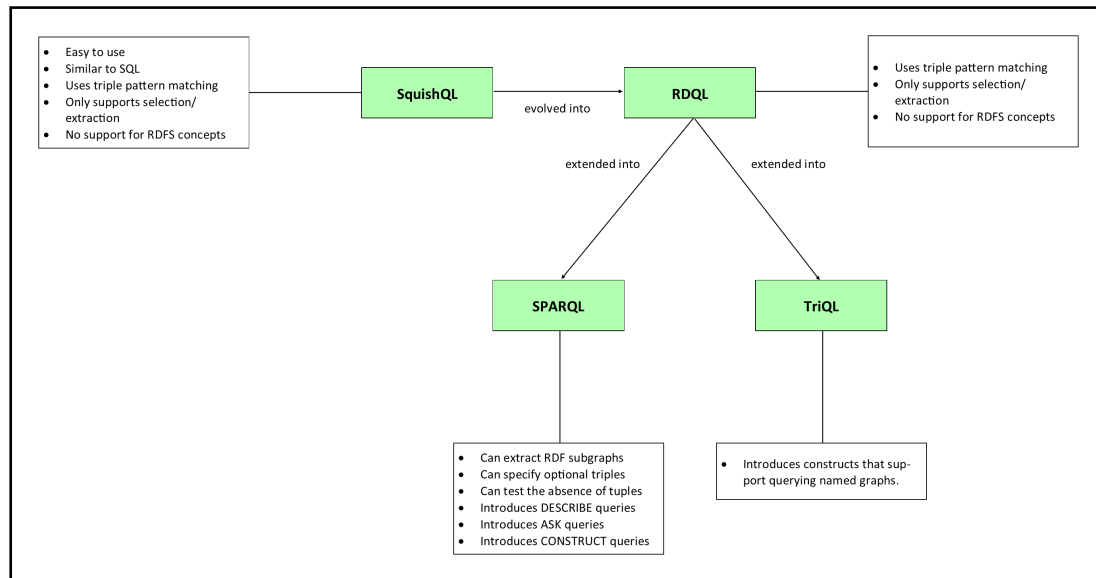 • Easy to use
• Similar to SQL
• Uses triple pattern matching
• Only supports selection/
extraction
• No support for RDFS concepts
SquishQL
evolved into
RDQL
• Uses triple pattern matching
• Only supports selection/
extraction
• No support for RDFS concepts
extended into
extended into
SPARQL
TriQL
• Can extract RDF subgraphs
• Can specify optional triples
• Can test the absence of tuples
• Introduces DESCRIBE queries
• Introduces ASK queries
• Introduces CONSTRUCT queries
• Introduces constructs that sup-
port querying named graphs.